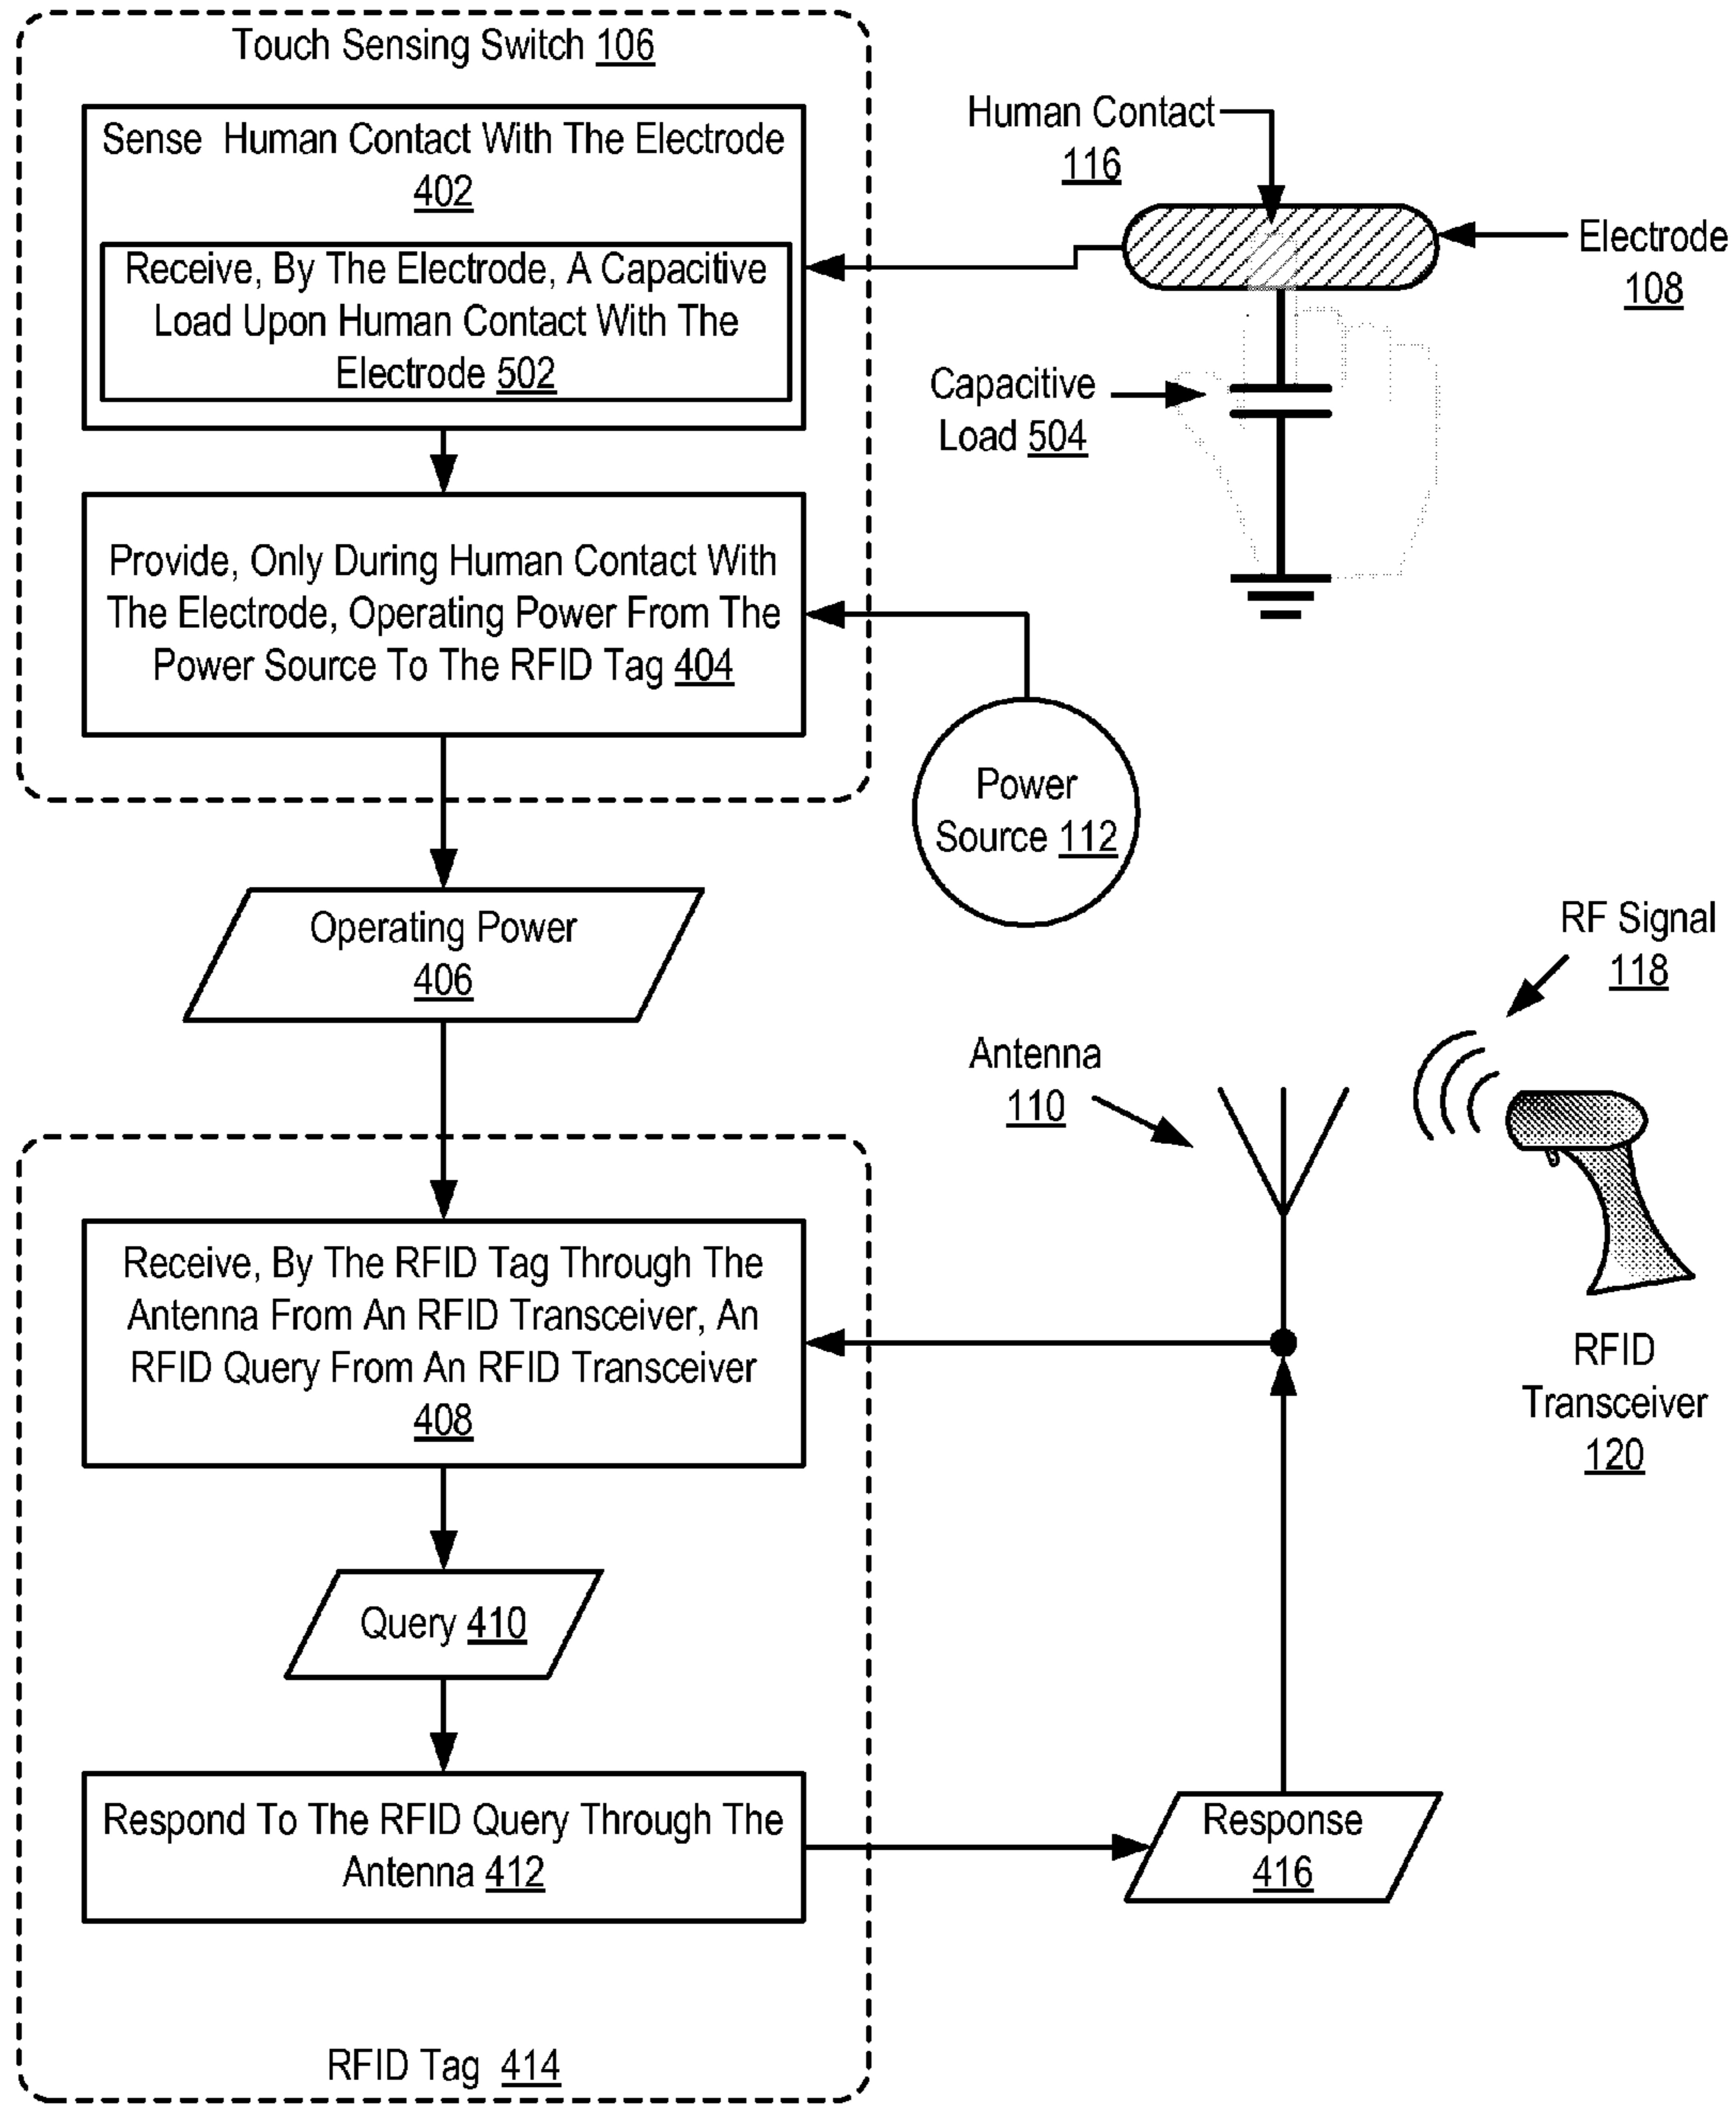 Touch Sensing Switch 106
Sense Human Contact With The Electrode
402
Receive, By The Electrode, A Capacitive
Load Upon Human Contact With The
Electrode 502
Human Contact
116
Electrode
108
Capacitive
Load 504
Provide, Only During Human Contact With
The Electrode, Operating Power From The
Power Source To The RFID Tag 404
Power
Source 112
Operating Power
406
RF Signal
118
Antenna
110
Receive, By The RFID Tag Through The
Antenna From An RFID Transceiver, An
RFID Query From An RFID Transceiver
408
RFID
Transceiver
120
Query 410
Respond To The RFID Query Through The
Antenna 412
Response
416
RFID Tag 414